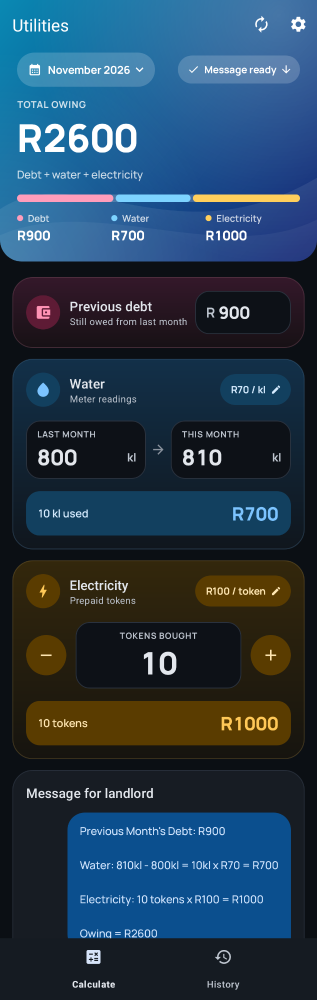 Utilities
November 2026
Message ready
TOTAL OWING
R2600
Debt + water + electricity
Debt
Water
Electricity
R900
R700
R1000
Previous debt
Still owed from last month
R 900
Water
Meter readings
R70 / kl
LAST MONTH
800 kl
THIS MONTH
810 kl
10 kl used
R700
Electricity
Prepaid tokens
R100 / token
TOKENS BOUGHT
10
10 tokens
R1000
Message for landlord
Previous Month's Debt: R900
Water: 810kl - 800kl = 10kl x R70 = R700
Electricity: 10 tokens x R100 = R1000
Owing = R2600
Calculate
History